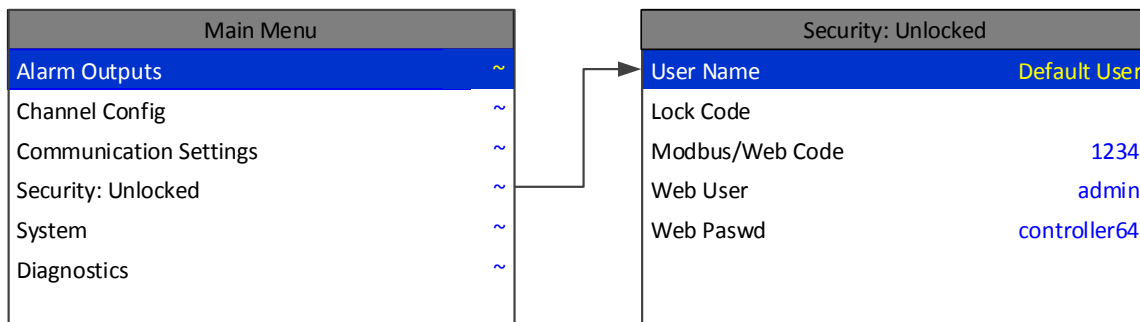 Main Menu
Alarm Outputs ~
Channel Config ~
Communication Settings ~
Security: Unlocked ~
System ~
Diagnostics ~
Security: Unlocked
User Name Default User
Lock Code
Modbus/Web Code 1234
Web User admin
Web Paswd controller64